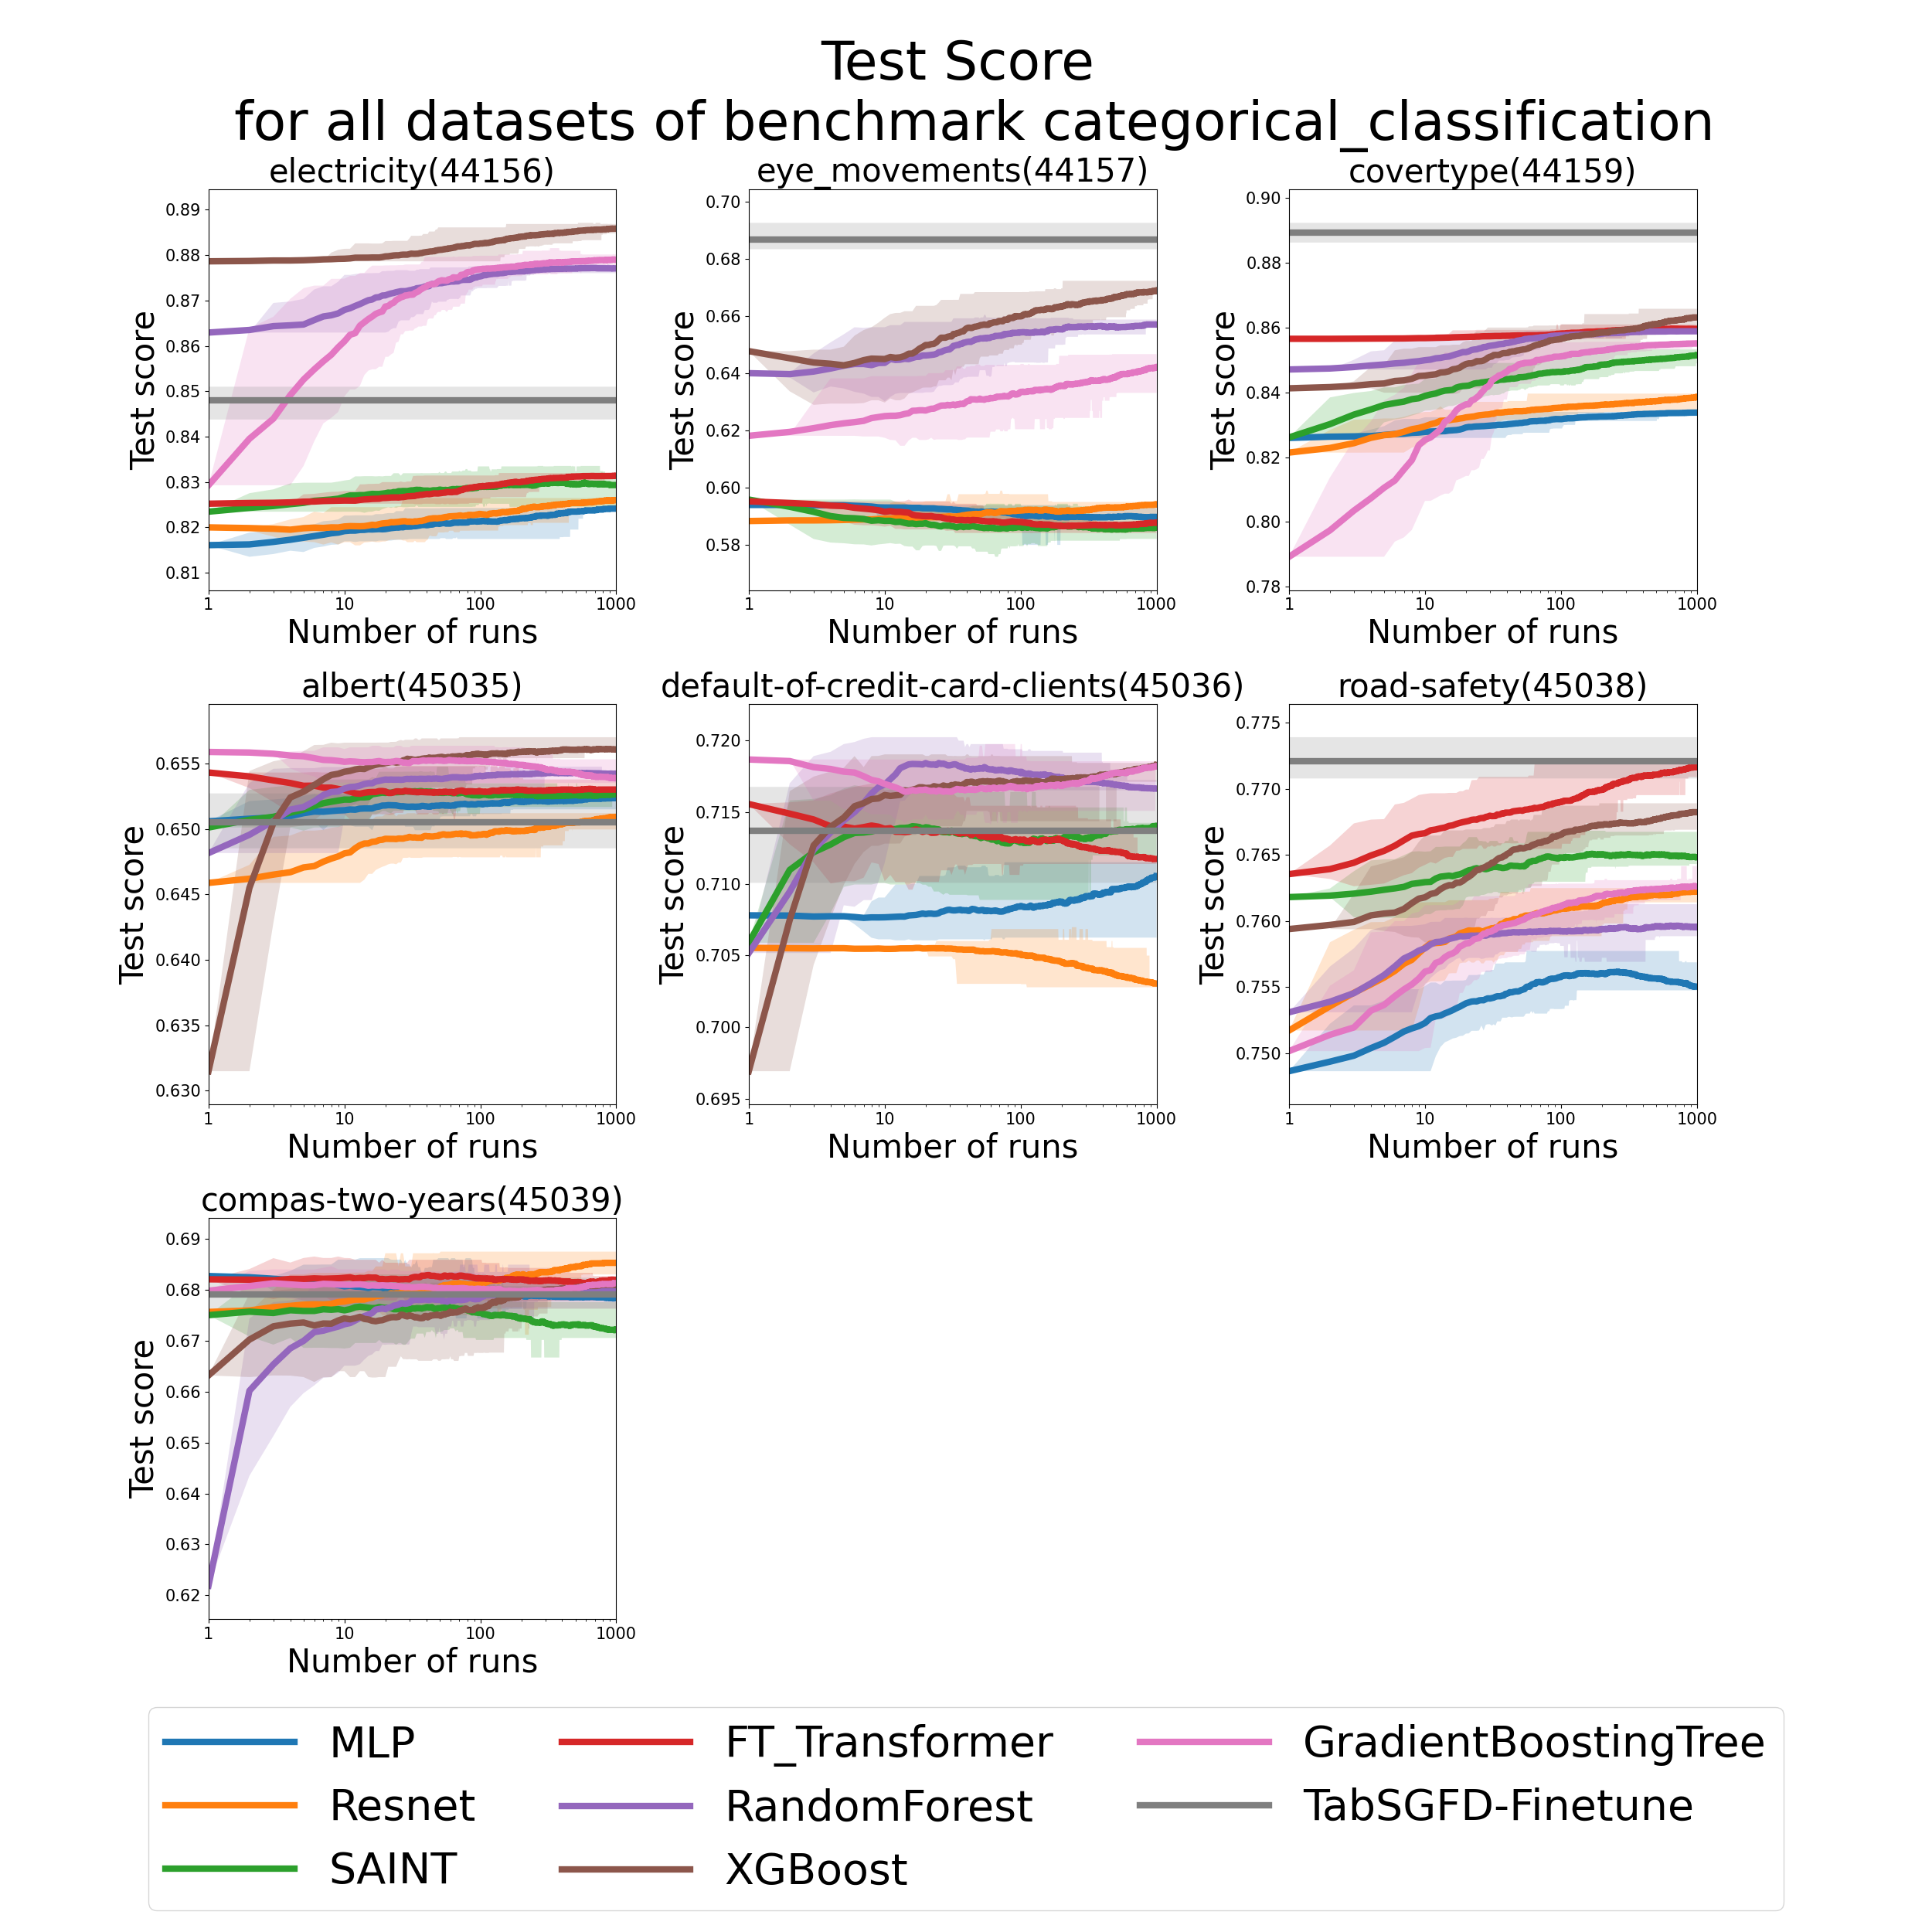 Test Score
for all datasets of benchmark categorical_classification
electricity(44156)
0.89
0.88
0.87
0.86
0.85
0.84
0.83
0.82
0.81
Test score
1 10 100 1000
Number of runs
eye_movements(44157)
0.70
0.68
0.66
0.64
0.62
0.60
0.58
Test score
1 10 100 1000
Number of runs
covertype(44159)
0.90
0.88
0.86
0.84
0.82
0.80
0.78
Test score
1 10 100 1000
Number of runs
albert(45035)
0.655
0.650
0.645
0.640
0.635
0.630
Test score
1 10 100 1000
Number of runs
default-of-credit-card-clients(45036)
0.720
0.715
0.710
0.705
0.700
0.695
Test score
1 10 100 1000
Number of runs
road-safety(45038)
0.775
0.770
0.765
0.760
0.755
0.750
Test score
1 10 100 1000
Number of runs
compas-two-years(45039)
0.69
0.68
0.67
0.66
0.65
0.64
0.63
0.62
Test score
1 10 100 1000
Number of runs
MLP
Resnet
SAINT
FT_Transformer
RandomForest
XGBoost
GradientBoostingTree
TabSGFD-Finetune